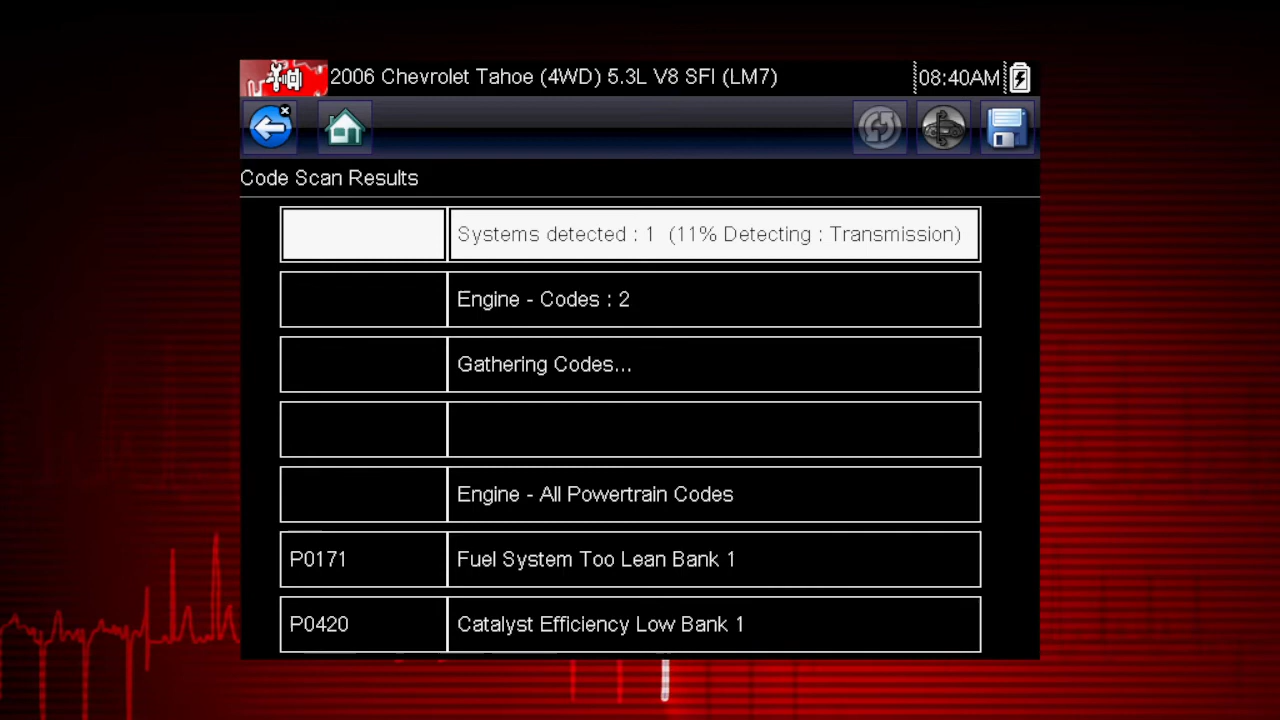 2006 Chevrolet Tahoe (4WD) 5.3L V8 SFI (LM7) 08:40AM
Code Scan Results
Systems detected : 1 (11% Detecting : Transmission)
Engine - Codes : 2
Gathering Codes...
Engine - All Powertrain Codes
P0171 Fuel System Too Lean Bank 1
P0420 Catalyst Efficiency Low Bank 1